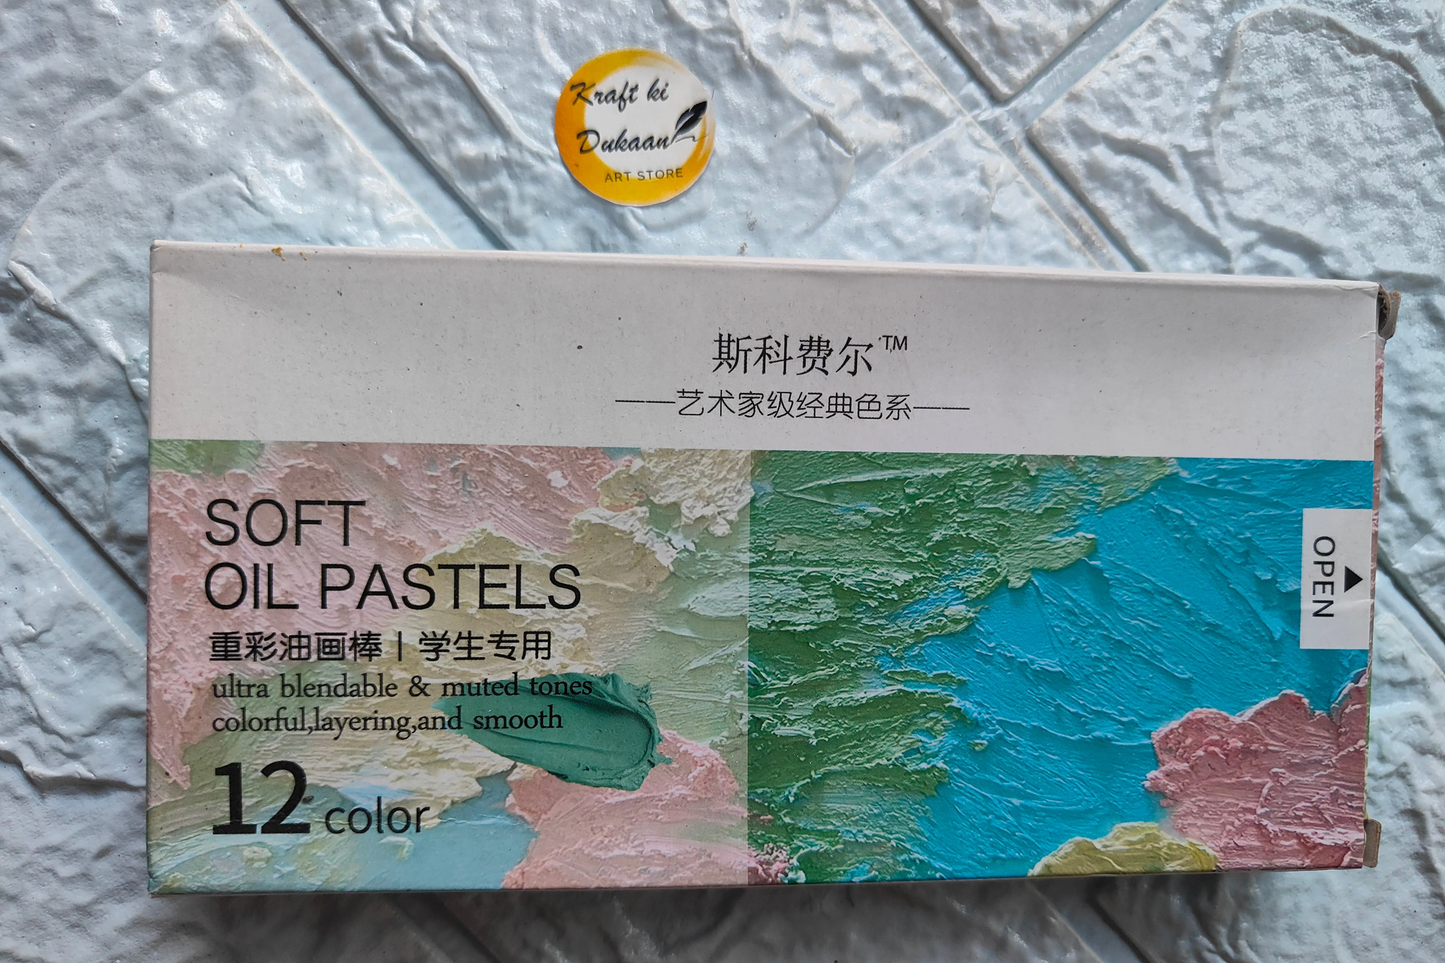 Kraft ki
Dukaan
ART STORE
斯科费尔™
——艺术家级经典色系——
SOFT
OIL PASTELS
重彩油画棒丨学生专用
ultra blendable & muted tones
colorful,layering,and smooth
12 color
OPEN